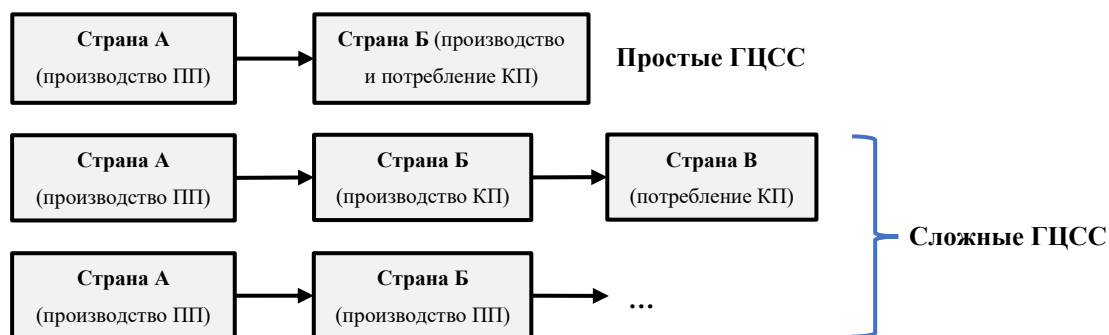 Страна А
(производство ПП)
Страна Б (производство
и потребление КП)
Простые ГЦСС
Страна А
(производство ПП)
Страна Б
(производство КП)
Страна В
(потребление КП)
Сложные ГЦСС
Страна А
(производство ПП)
Страна Б
(производство ПП)
...